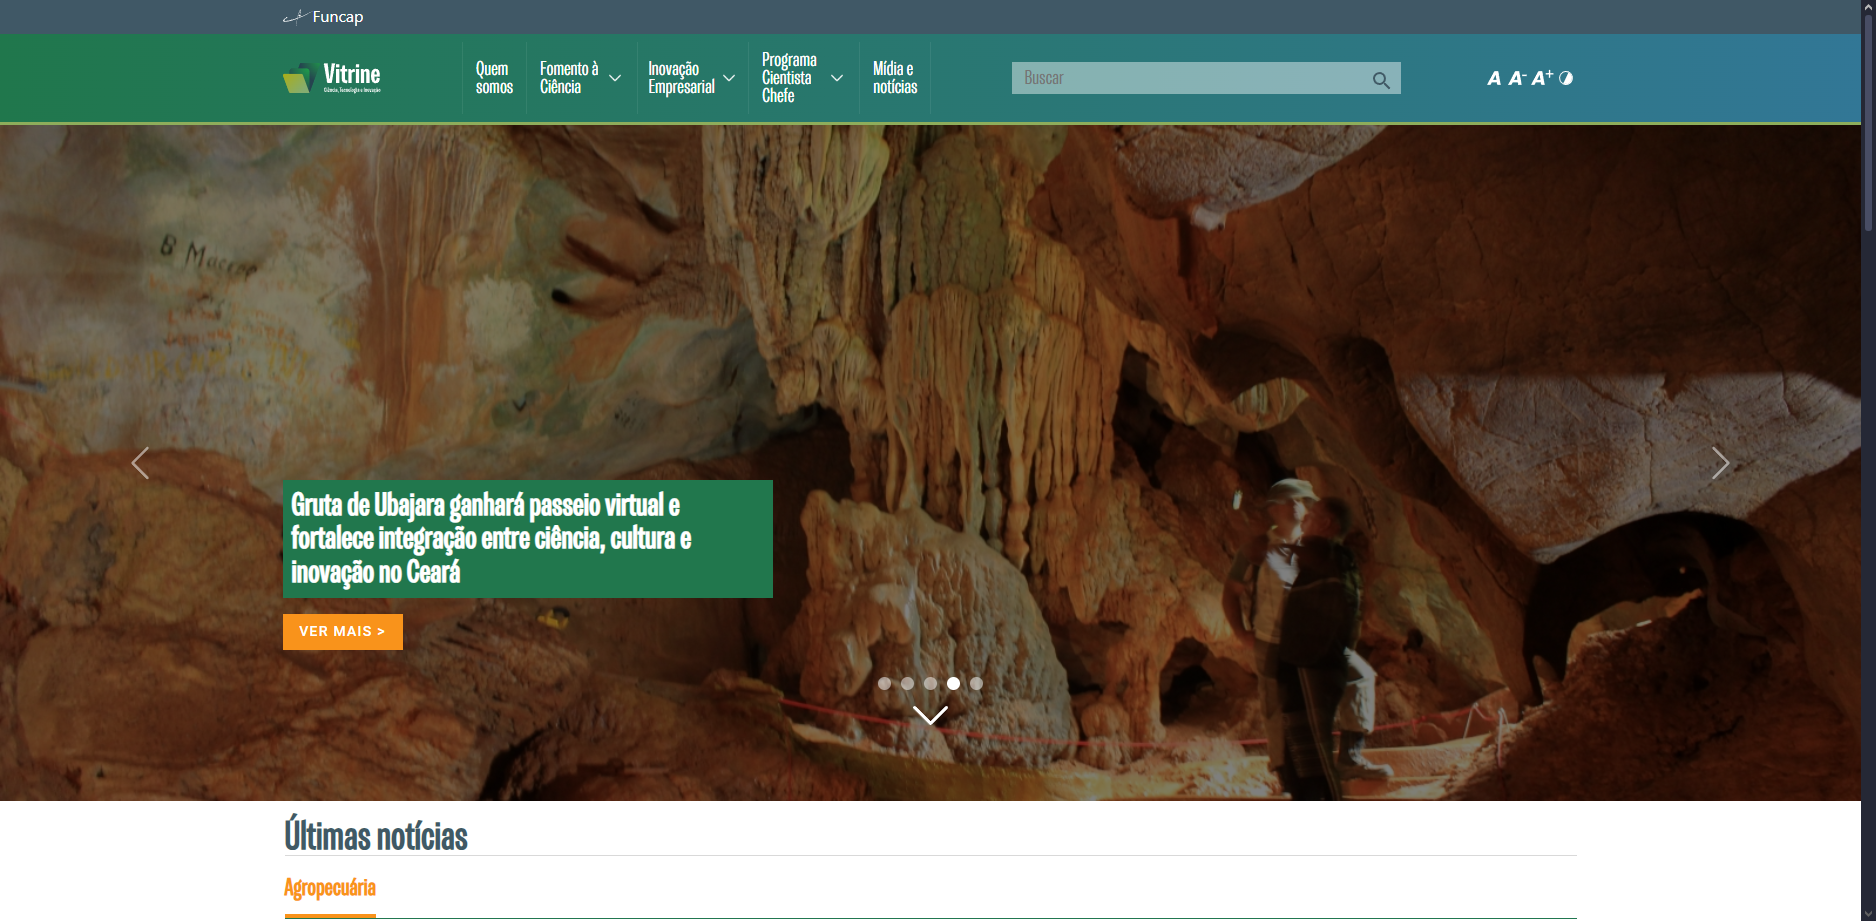 Funcap
Vitrine
Ciência, Tecnologia e Inovação
Quem
somos
Fomento à
Ciência
Inovação
Empresarial
Programa
Cientista
Chefe
Mídia e
notícias
Buscar
A A- A+
B Macedo
Gruta de Ubajara ganhará passeio virtual e
fortalece integração entre ciência, cultura e
inovação no Ceará
VER MAIS >
Últimas notícias
Agropecuária